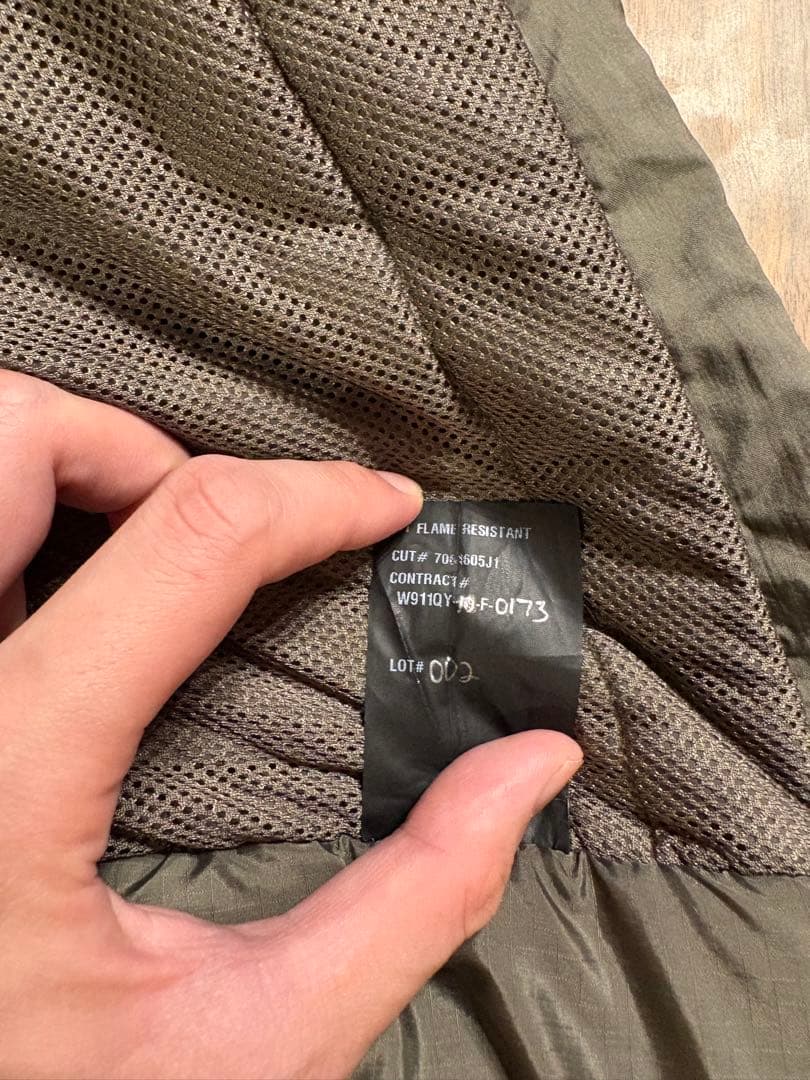 FLAME RESISTANT
CUT#
CONTRACT#
W911QY- -F-0173
LOT# 002